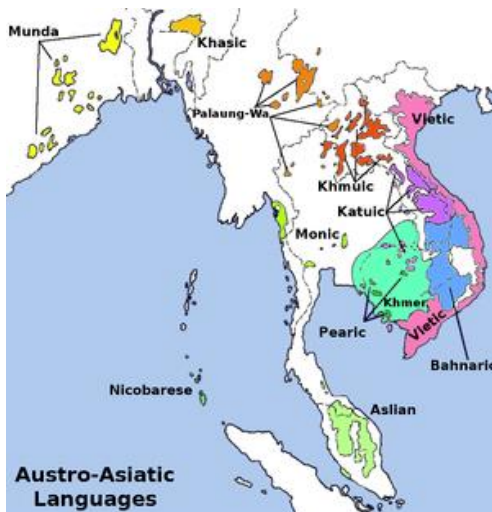 Munda
Khasic
Palaung-Wa
Vietic
Khmuic
Katuic
Monic
Khmer
Pearic
Vietic
Bahnaric
Nicobarese
Aslian
Austro-Asiatic
Languages